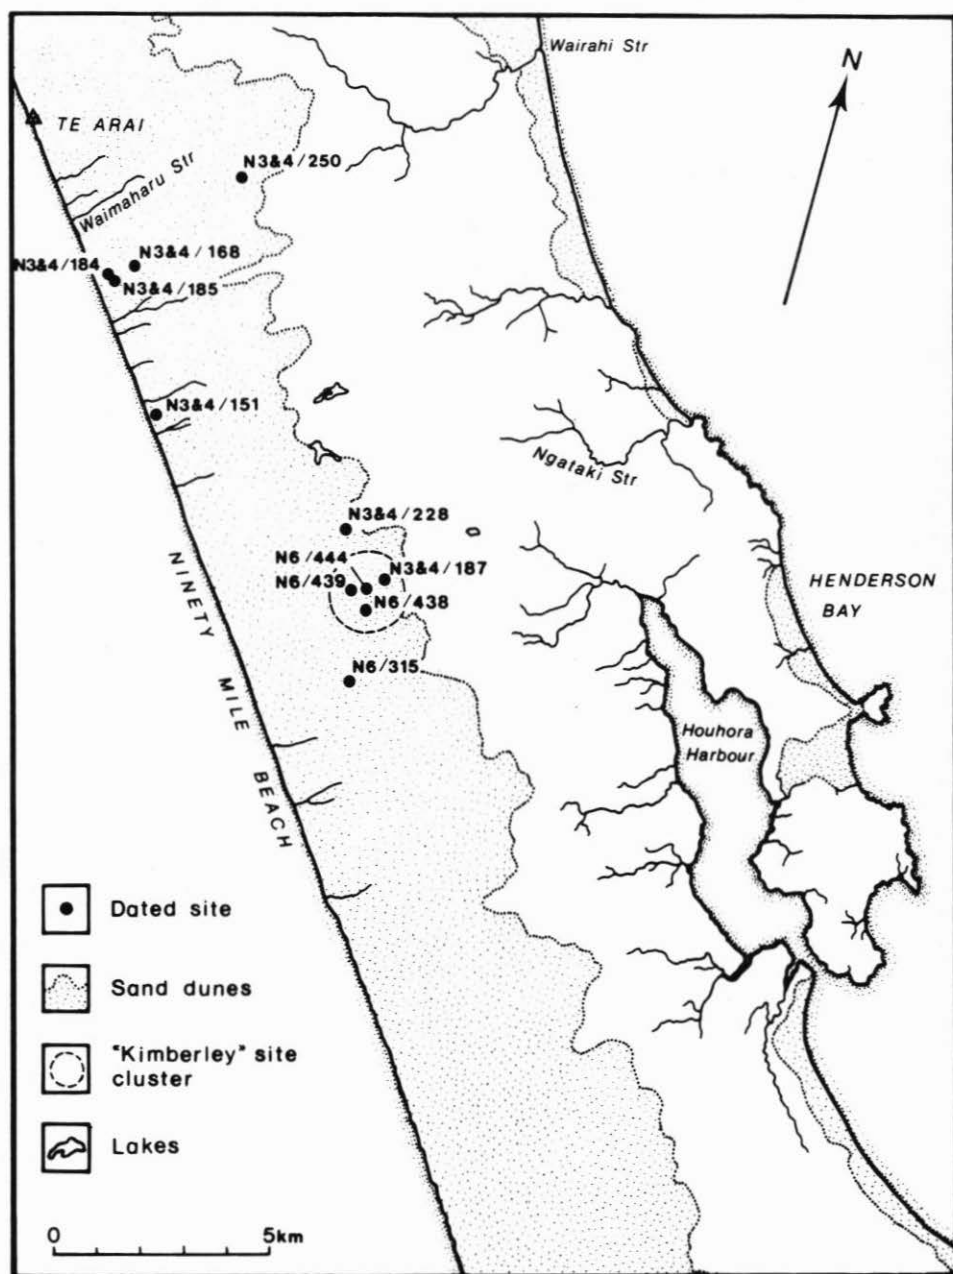 Wairahi Str
N
TE ARAI
Waimaharu Str
N3&4/250
N3&4/184
N3&4/168
N3&4/185
N3&4/151
Ngataki Str
N3&4/228
N6/444
N3&4/187
N6/439
N6/438
HENDERSON
BAY
N6/315
NINETY MILE BEACH
Houhora
Harbour
Dated site
Sand dunes
"Kimberley" site
cluster
Lakes
0 5km